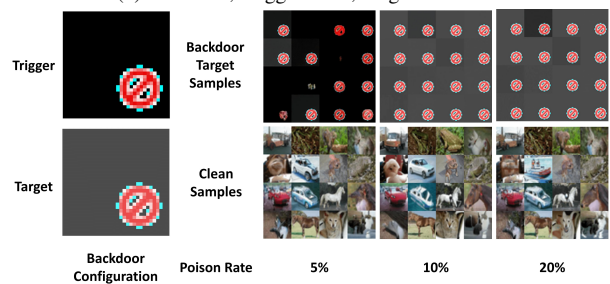 Trigger
Backdoor
Target
Samples
Target
Clean
Samples
Backdoor
Configuration
Poison Rate
5%
10%
20%